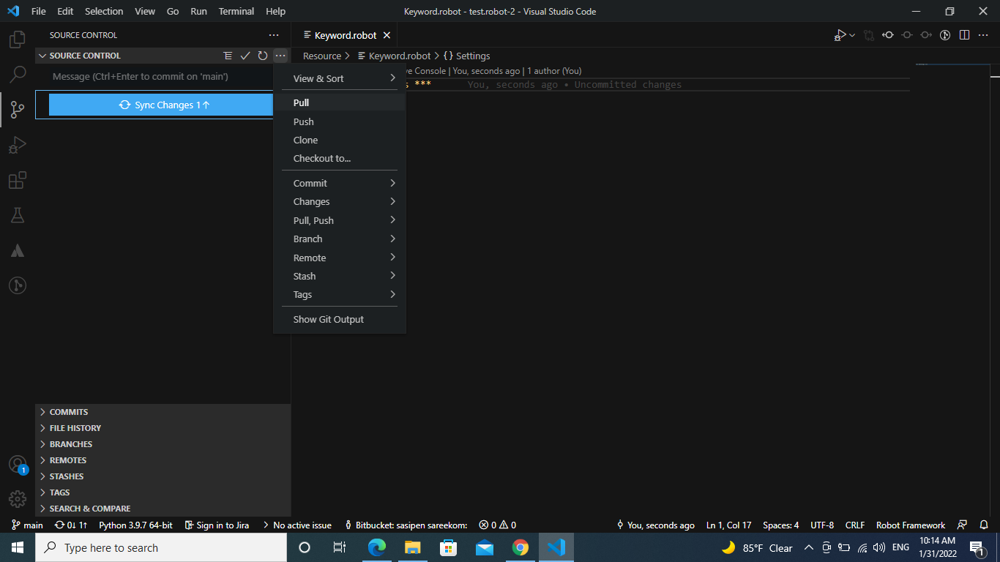 File Edit Selection View Go Run Terminal Help
Keyword.robot - test.robot-2 - Visual Studio Code
SOURCE CONTROL
Keyword.robot
SOURCE CONTROL
Resource > Keyword.robot > {} Settings
Message (Ctrl+Enter to commit on 'main')
Console | You, seconds ago | 1 author (You)
*** You, seconds ago • Uncommitted changes
Sync Changes 1↑
View & Sort
Pull
Push
Clone
Checkout to...
Commit
Changes
Pull, Push
Branch
Remote
Stash
Tags
Show Git Output
COMMITS
FILE HISTORY
BRANCHES
REMOTES
STASHES
TAGS
SEARCH & COMPARE
1
main 0↓ 1↑ Python 3.9.7 64-bit Sign in to Jira No active issue Bitbucket: sasipen sareekom: 0 0 You, seconds ago Ln 1, Col 17 Spaces: 4 UTF-8 CRLF Robot Framework
Type here to search
85°F Clear
ENG
10:14 AM
1/31/2022
1